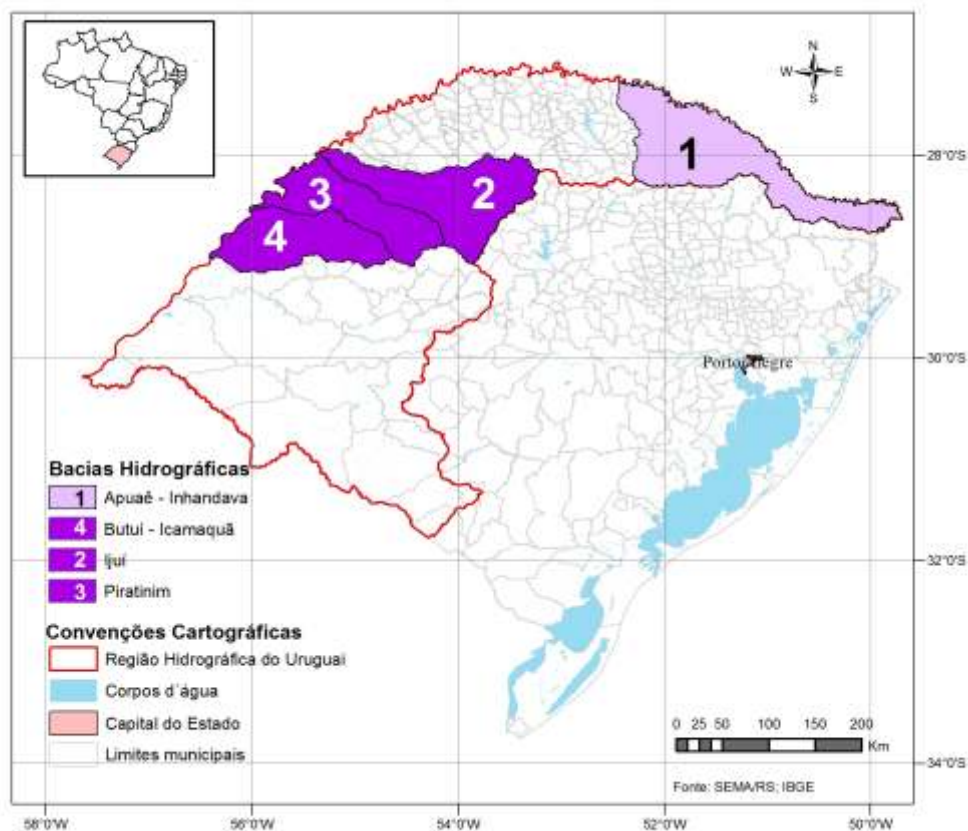 N
W E
S
28°0'S
30°0'S
32°0'S
34°0'S
1
2
3
4
Porto Alegre
Bacias Hidrográficas
1 Apuaê - Inhandava
4 Butuí - Icamaquã
2 Ijuí
3 Piratinim
Convenções Cartográficas
Região Hidrográfica do Uruguai
Corpos d´água
Capital do Estado
Limites municipais
0 25 50 100 150 200
Km
Fonte: SEMA/RS; IBGE
58°0'W 56°0'W 54°0'W 52°0'W 50°0'W